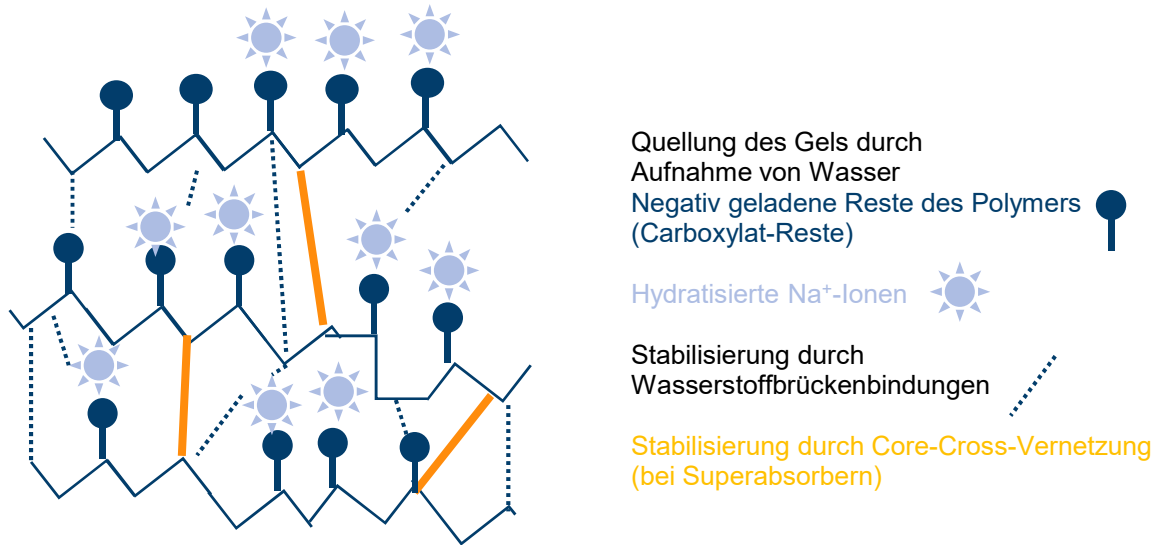 Quellung des Gels durch
Aufnahme von Wasser
Negativ geladene Reste des Polymers
(Carboxylat-Reste)
Hydratisierte Na⁺-Ionen
Stabilisierung durch
Wasserstoffbrückenbindungen
Stabilisierung durch Core-Cross-Vernetzung
(bei Superabsorbern)